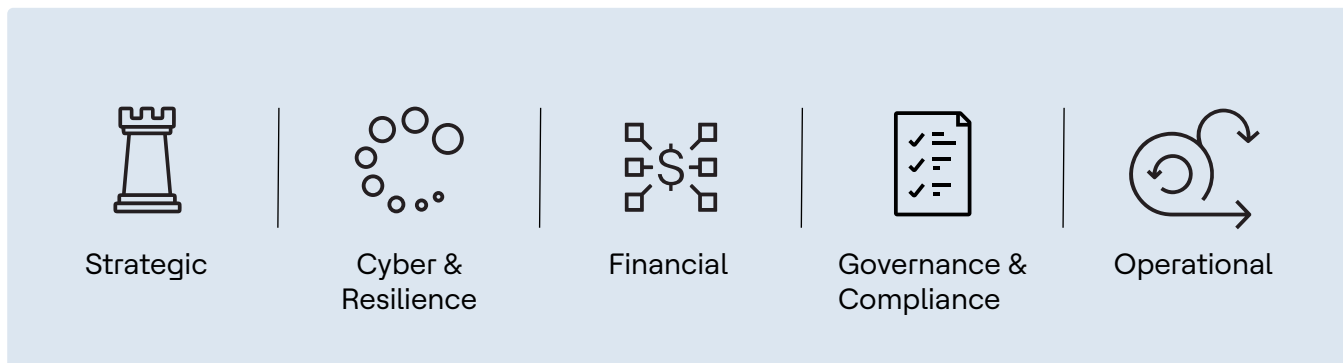 Strategic
Cyber &
Resilience
Financial
Governance &
Compliance
Operational